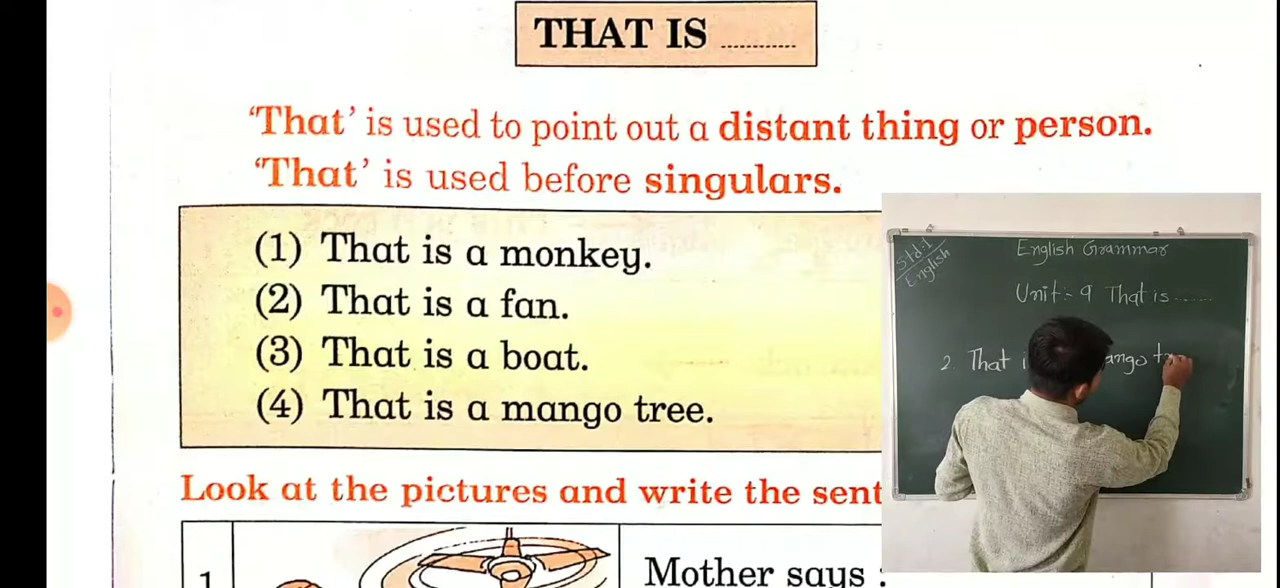 THAT IS ............
‘That’ is used to point out a distant thing or person.
‘That’ is used before singulars.
(1) That is a monkey.
(2) That is a fan.
(3) That is a boat.
(4) That is a mango tree.
Look at the pictures and write the sent
1
Mother says :
Std:1
English
English Grammar
Unit:- 9 That is ......
2. That